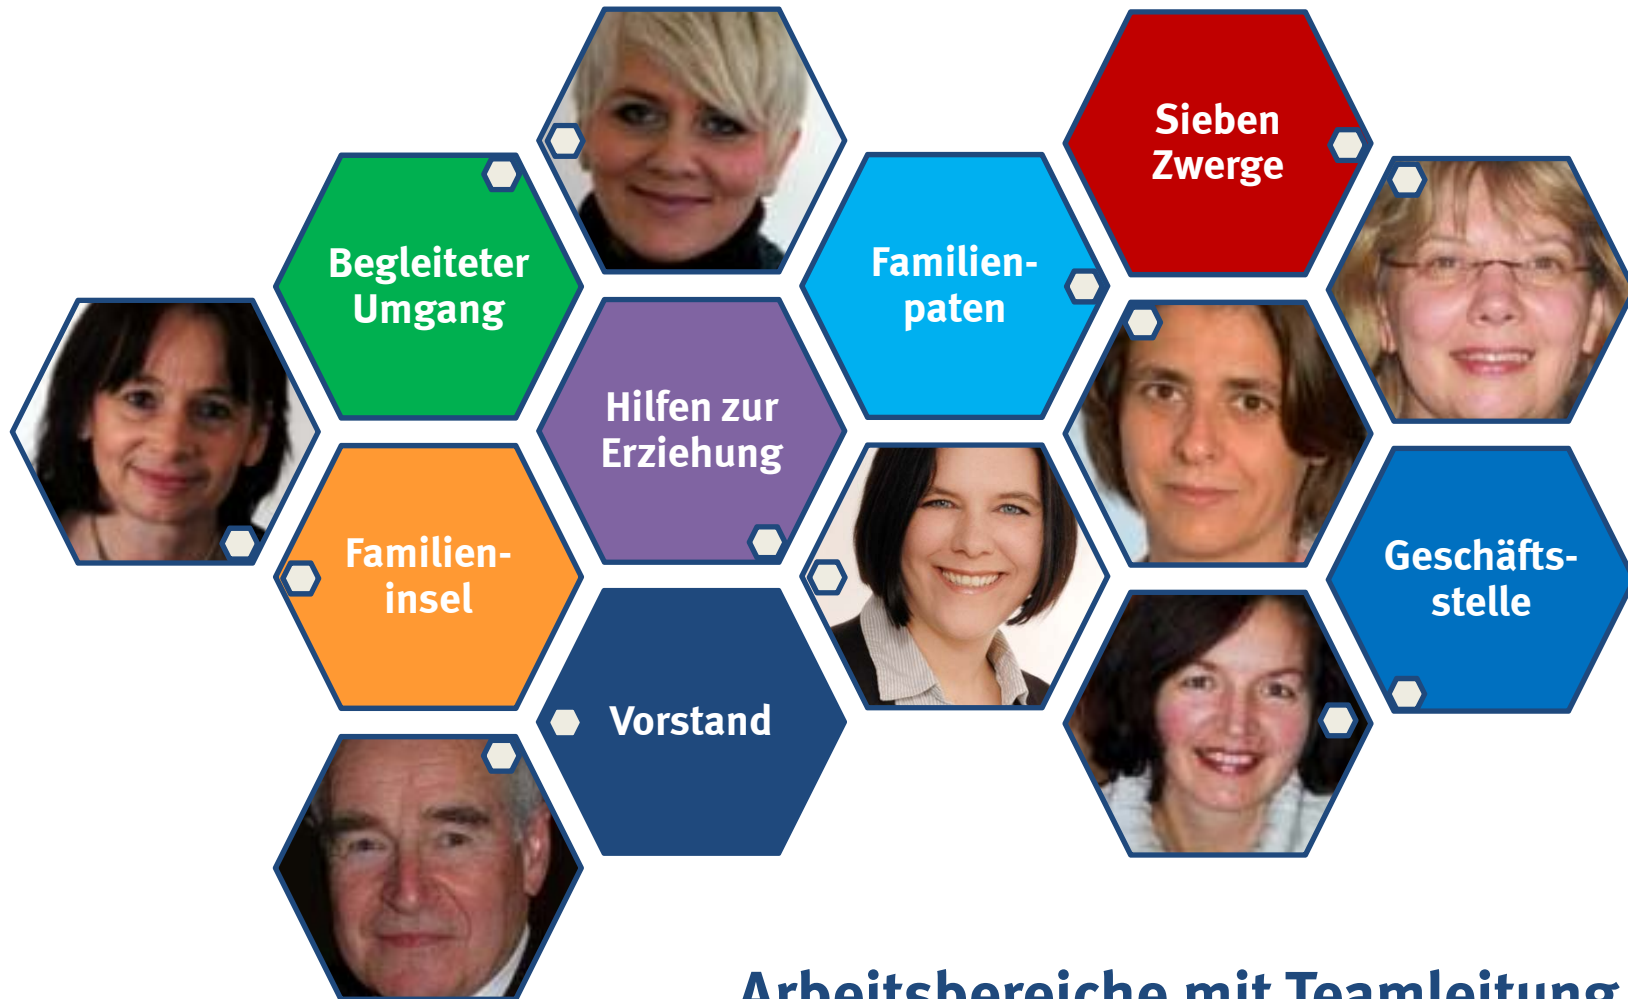 Sieben
Zwerge
Begleiteter
Umgang
Familien-
paten
Hilfen zur
Erziehung
Familien-
insel
Geschäfts-
stelle
Vorstand
Arbeitsbereiche mit Teamleitung